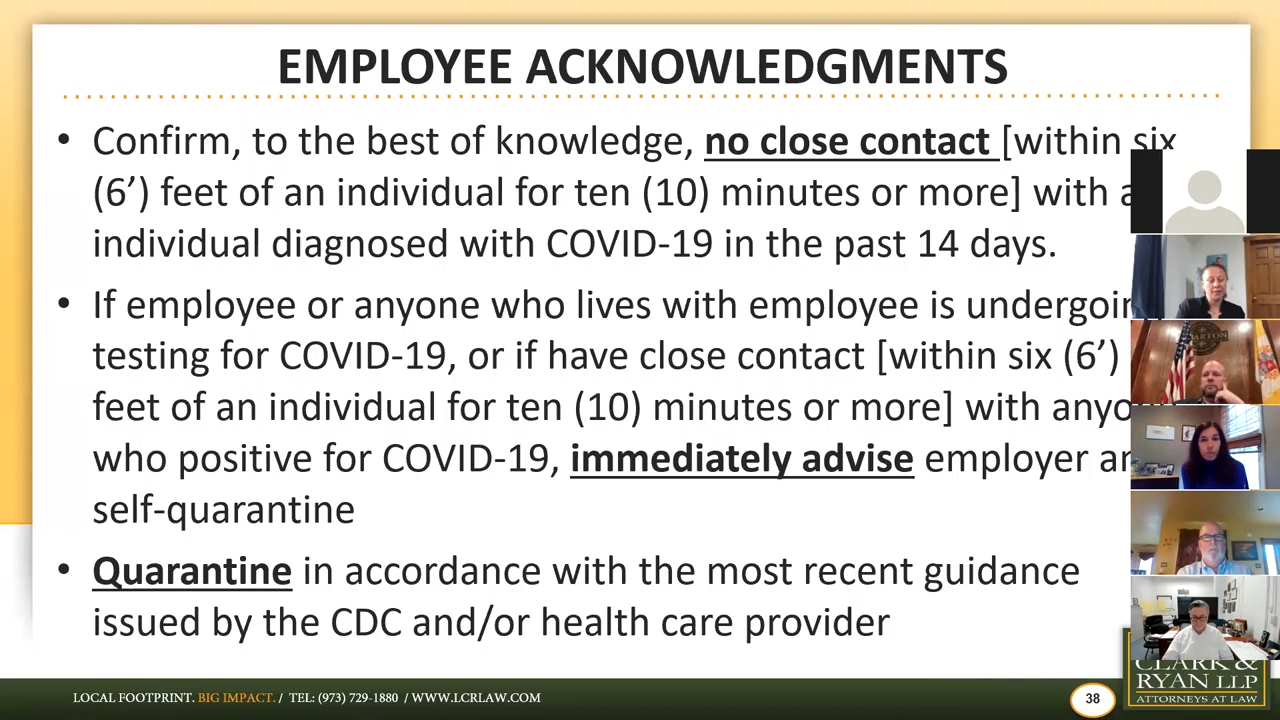 EMPLOYEE ACKNOWLEDGMENTS
• Confirm, to the best of knowledge, no close contact [within six
(6’) feet of an individual for ten (10) minutes or more] with
individual diagnosed with COVID-19 in the past 14 days.
• If employee or anyone who lives with employee is
testing for COVID-19, or if have close contact [within six (6’)
feet of an individual for ten (10) minutes or more] with
who positive for COVID-19, immediately advise employer
self-quarantine
• Quarantine in accordance with the most recent guidance
issued by the CDC and/or health care provider
CLARK &
RYAN LLP
ATTORNEYS AT LAW
LOCAL FOOTPRINT. BIG IMPACT. / TEL: (973) 729-1880 / WWW.LCRLAW.COM
38